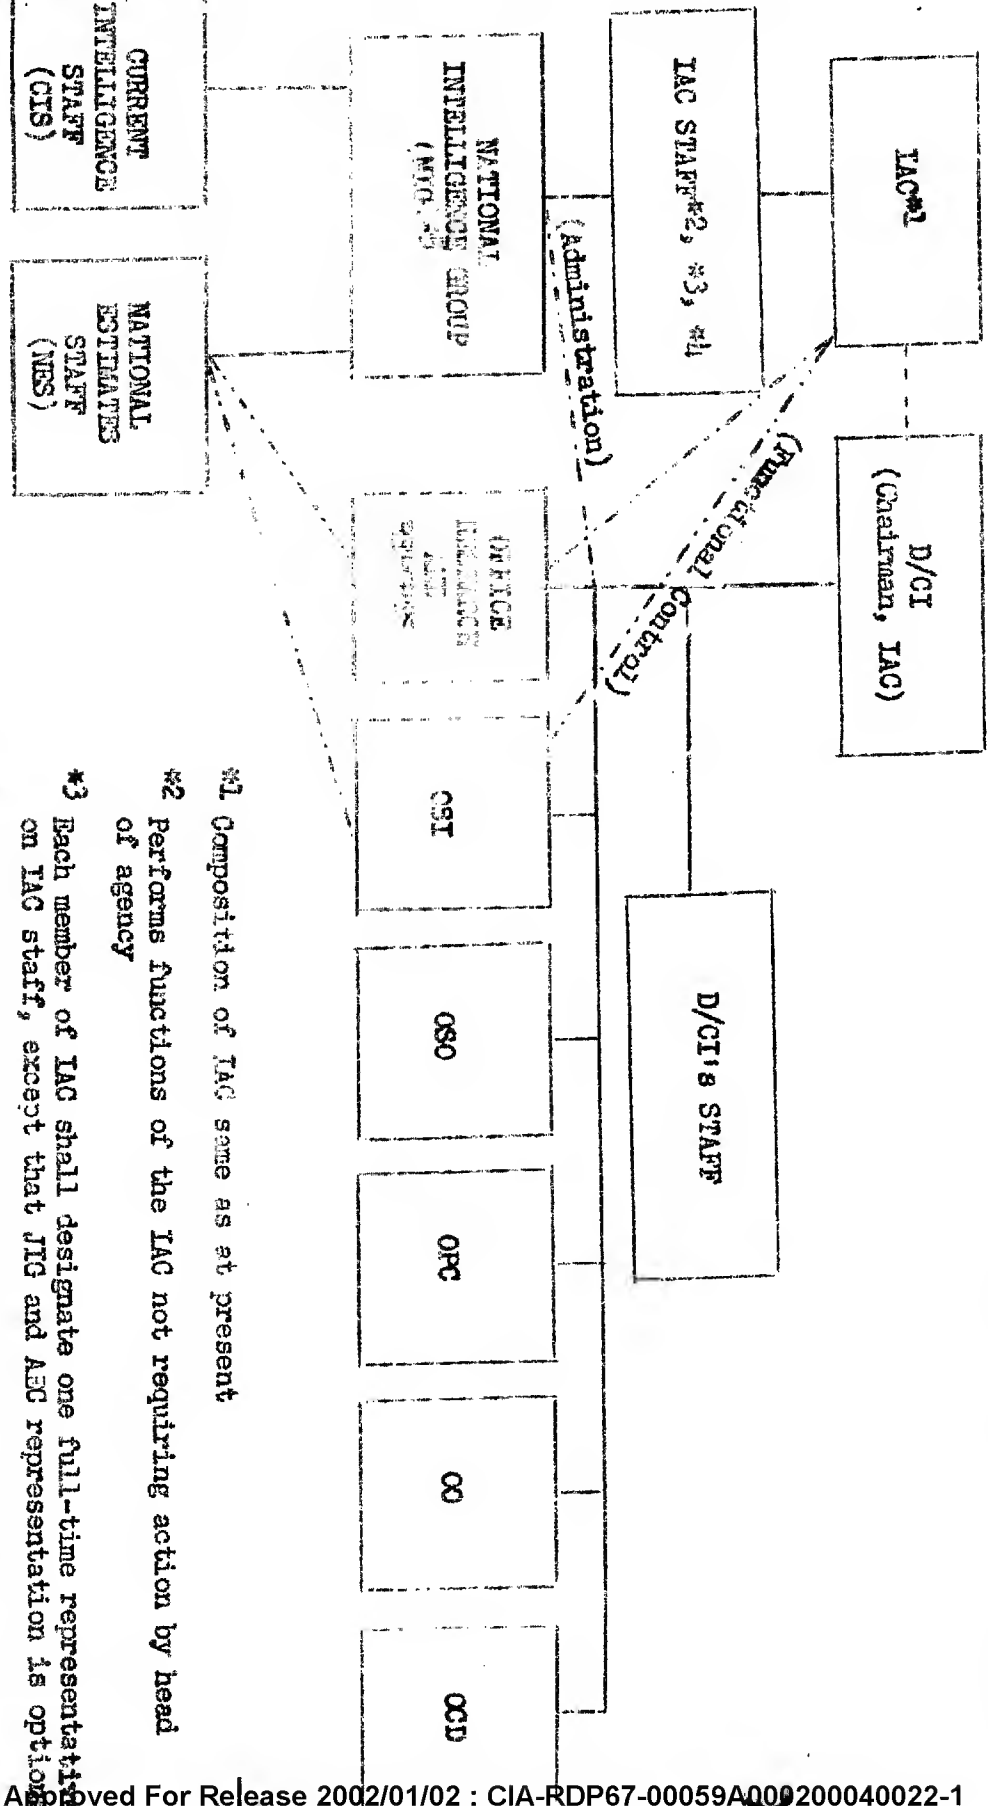 IAC*1
D/CI
(Chairman, IAC)
IAC STAFF*2, *3, *4
(Functional Control)
D/CI's STAFF
(Administration)
NATIONAL
INTELLIGENCE GROUP
OFFICE
AND
OSI
OSO
OPC
OO
OCD
CURRENT
INTELLIGENCE
STAFF
(CIS)
NATIONAL
ESTIMATES
STAFF
(NES)
*1 Composition of IAC same as at present
*2 Performs functions of the IAC not requiring action by head
of agency
*3 Each member of IAC shall designate one full-time
on IAC staff, except that JIG and AEC representation is
Approved For Release 2002/01/02 : CIA-RDP67-00059A000200040022-1